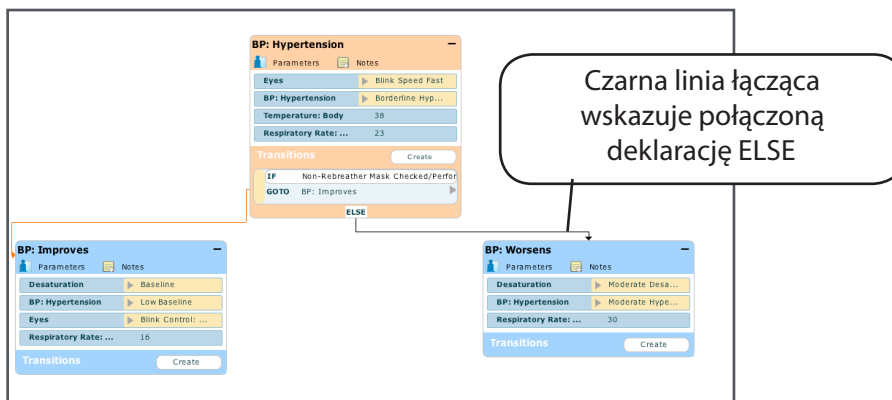 BP: Hypertension
Parameters Notes
Eyes Blink Speed Fast
BP: Hypertension Borderline Hyp...
Temperature: Body 38
Respiratory Rate: ... 23
Transitions Create
IF Non-Rebreather Mask Checked/Perfor
GOTO BP: Improves
ELSE
Czarna linia łącząca
wskazuje połączoną
deklarację ELSE
BP: Improves
Parameters Notes
Desaturation Baseline
BP: Hypertension Low Baseline
Eyes Blink Control: ...
Respiratory Rate: ... 16
Transitions Create
BP: Worsens
Parameters Notes
Desaturation Moderate Desa...
BP: Hypertension Moderate Hype...
Respiratory Rate: ... 30
Transitions Create